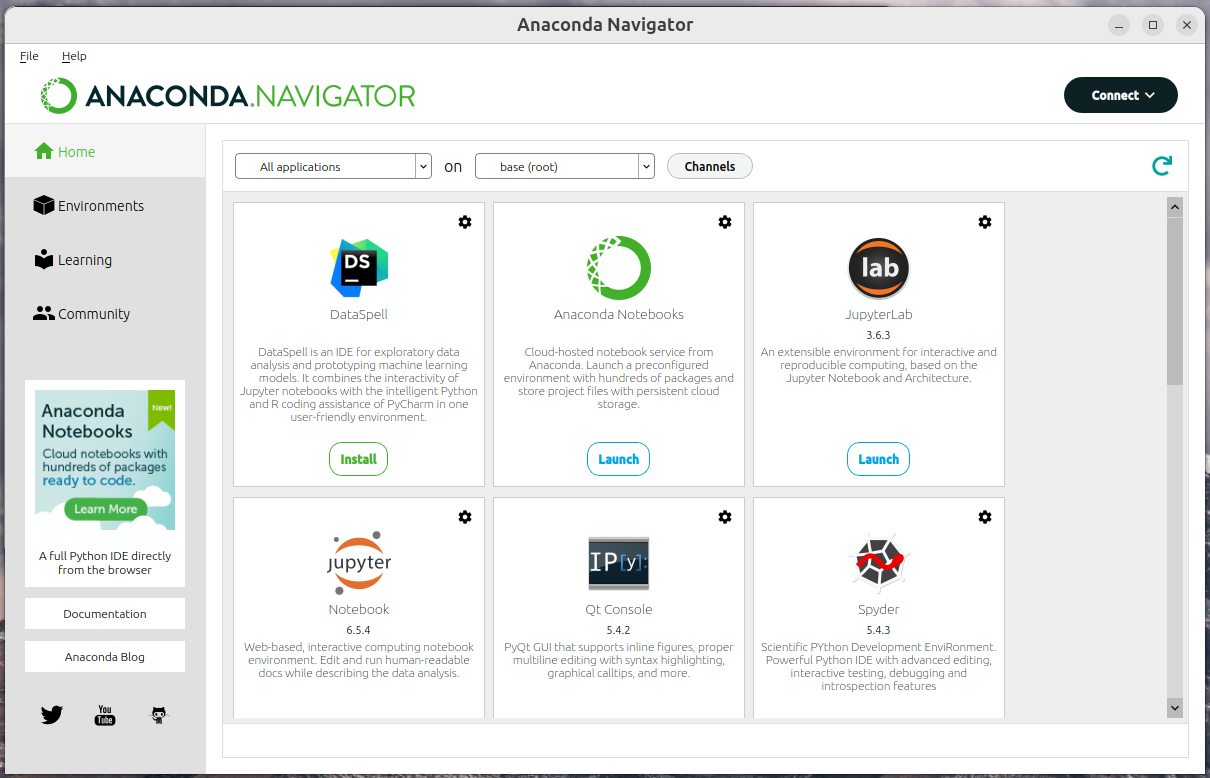 Anaconda Navigator
File Help
ANACONDA.NAVIGATOR
Connect
Home
Environments
Learning
Community
Anaconda
Notebooks
New!
Cloud notebooks with
hundreds of packages
ready to code.
Learn More
A full Python IDE directly
from the browser
Documentation
Anaconda Blog
You
Tube
All applications on base (root) Channels
DS
DataSpell
DataSpell is an IDE for exploratory data
analysis and prototyping machine learning
models. It combines the interactivity of
Jupyter notebooks with the intelligent Python
and R coding assistance of PyCharm in one
user-friendly environment.
Install
Anaconda Notebooks
Cloud-hosted notebook service from
Anaconda. Launch a preconfigured
environment with hundreds of packages and
store project files with persistent cloud
storage.
Launch
lab
JupyterLab
3.6.3
An extensible environment for interactive and
reproducible computing, based on the
Jupyter Notebook and Architecture.
Launch
jupyter
Notebook
6.5.4
Web-based, interactive computing notebook
environment. Edit and run human-readable
docs while describing the data analysis.
IP[y]:
Qt Console
5.4.2
PyQt GUI that supports inline figures, proper
multiline editing with syntax highlighting,
graphical calltips, and more.
Spyder
5.4.3
Scientific PYthon Development EnviRonment.
Powerful Python IDE with advanced editing,
interactive testing, debugging and
introspection features